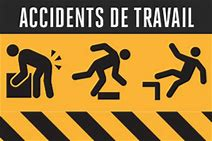 ACCIDENTS DE TRAVAIL